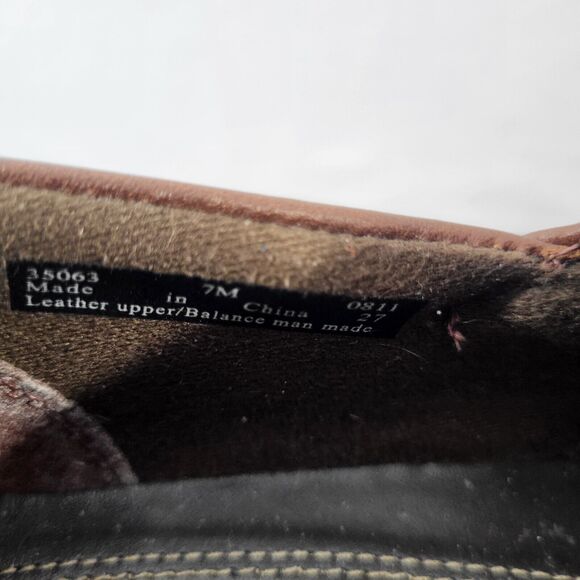 35063 7M 0811
Made in China 27
Leather upper/Balance man made